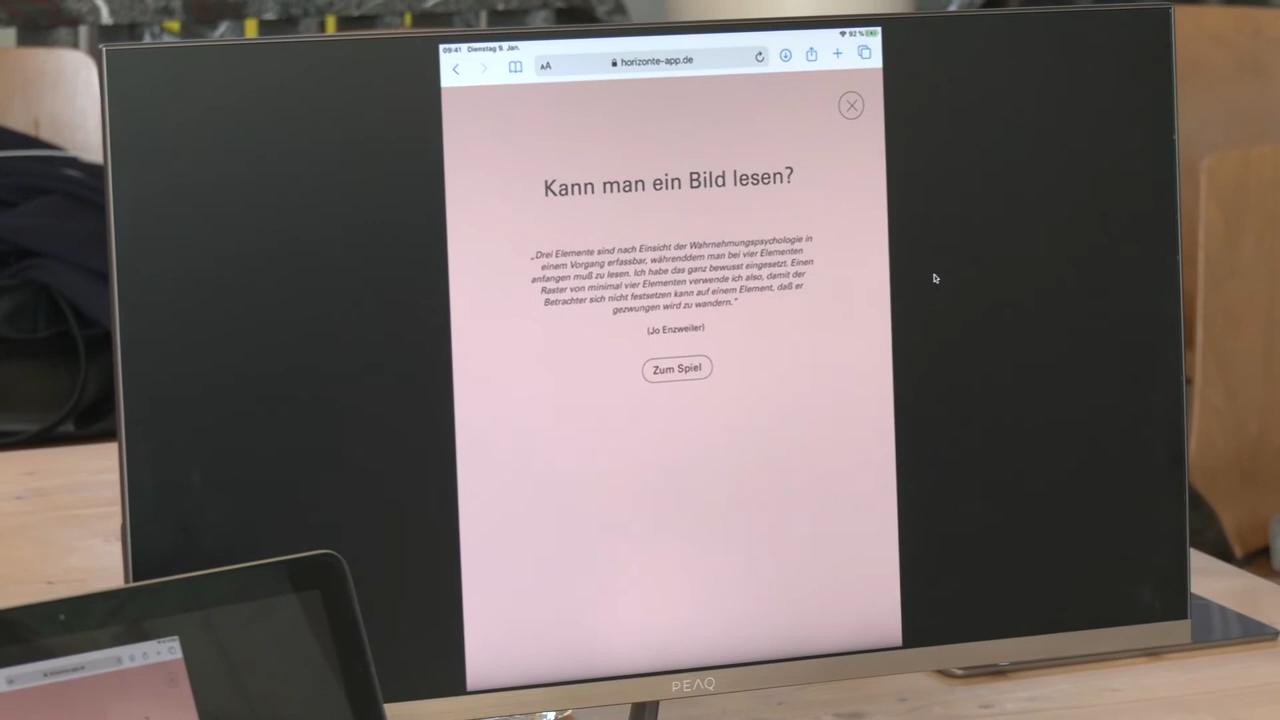 09:41 Dienstag 9. Jan.
92 %
AA
horizonte-app.de
Kann man ein Bild lesen?
„Drei Elemente sind nach Einsicht der Wahrnehmungspsychologie in
einem Vorgang erfassbar, währenddem man bei vier Elementen
anfangen muß zu lesen. Ich habe das ganz bewusst eingesetzt. Einen
Raster von minimal vier Elementen verwende ich also, damit der
Betrachter sich nicht festsetzen kann auf einem Element, daß er
gezwungen wird zu wandern.“
(Jo Enzweiler)
Zum Spiel
PEAQ